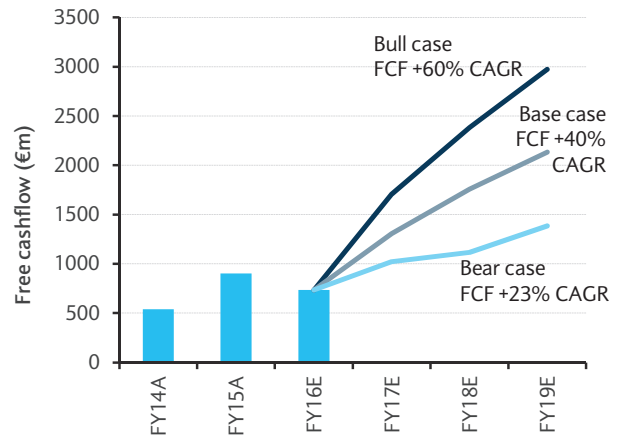 3500
3000
2500
2000
1500
1000
500
0
Free cashflow (€m)
Bull case
FCF +60% CAGR
Base case
FCF +40%
CAGR
Bear case
FCF +23% CAGR
FY14A
FY15A
FY16E
FY17E
FY18E
FY19E